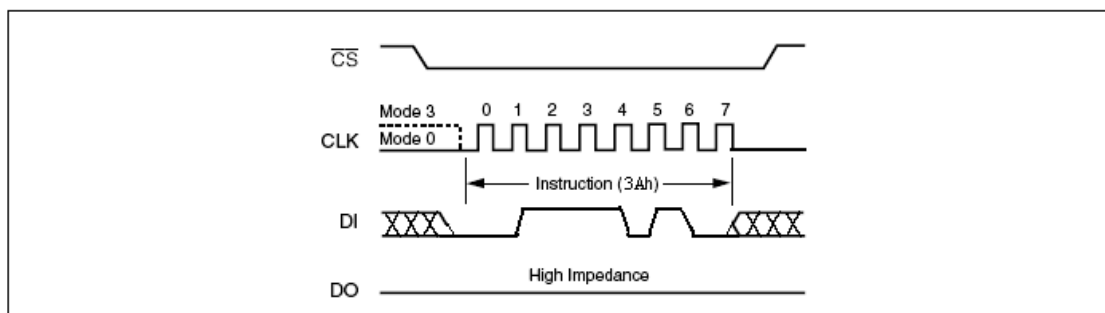 CS
Mode 3 0 1 2 3 4 5 6 7
CLK Mode 0
Instruction (3Ah)
DI
High Impedance
DO